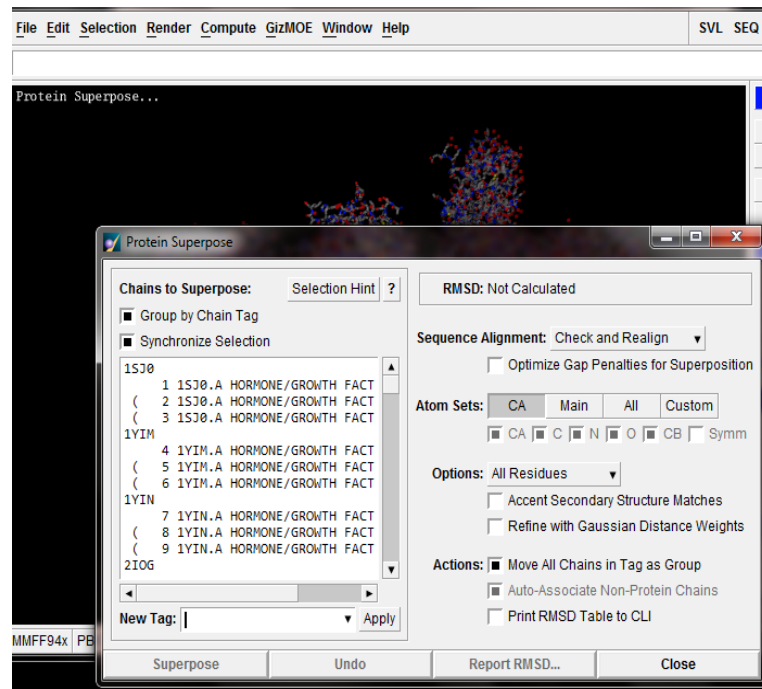 File Edit Selection Render Compute GizMOE Window Help SVL SEQ
Protein Superpose...
Protein Superpose
Chains to Superpose: Selection Hint ?
Group by Chain Tag
Synchronize Selection
1SJ0
1 1SJ0.A HORMONE/GROWTH FACT
( 2 1SJ0.A HORMONE/GROWTH FACT
( 3 1SJ0.A HORMONE/GROWTH FACT
1YIM
4 1YIM.A HORMONE/GROWTH FACT
( 5 1YIM.A HORMONE/GROWTH FACT
( 6 1YIM.A HORMONE/GROWTH FACT
1YIN
7 1YIN.A HORMONE/GROWTH FACT
( 8 1YIN.A HORMONE/GROWTH FACT
( 9 1YIN.A HORMONE/GROWTH FACT
2IOG
New Tag: Apply
RMSD: Not Calculated
Sequence Alignment: Check and Realign
Optimize Gap Penalties for Superposition
Atom Sets: CA Main All Custom
CA C N O CB Symm
Options: All Residues
Accent Secondary Structure Matches
Refine with Gaussian Distance Weights
Actions: Move All Chains in Tag as Group
Auto-Associate Non-Protein Chains
Print RMSD Table to CLI
MMFF94x PB
Superpose Undo Report RMSD... Close